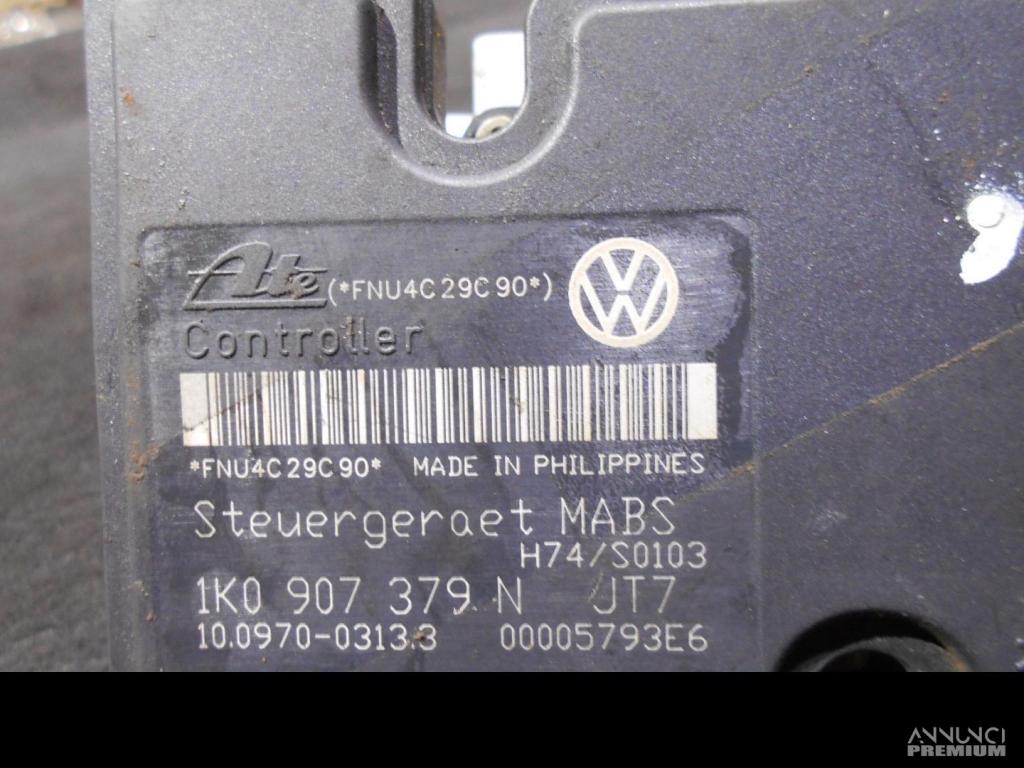 Ate (*FNU4C29C90*)
Controller
*FNU4C29C90* MADE IN PHILIPPINES
Steuergeraet MABS
H74/S0103
1K0 907 379 N JT7
10.0970-0313.3 00005793E6
ANNUNCI
PREMIUM